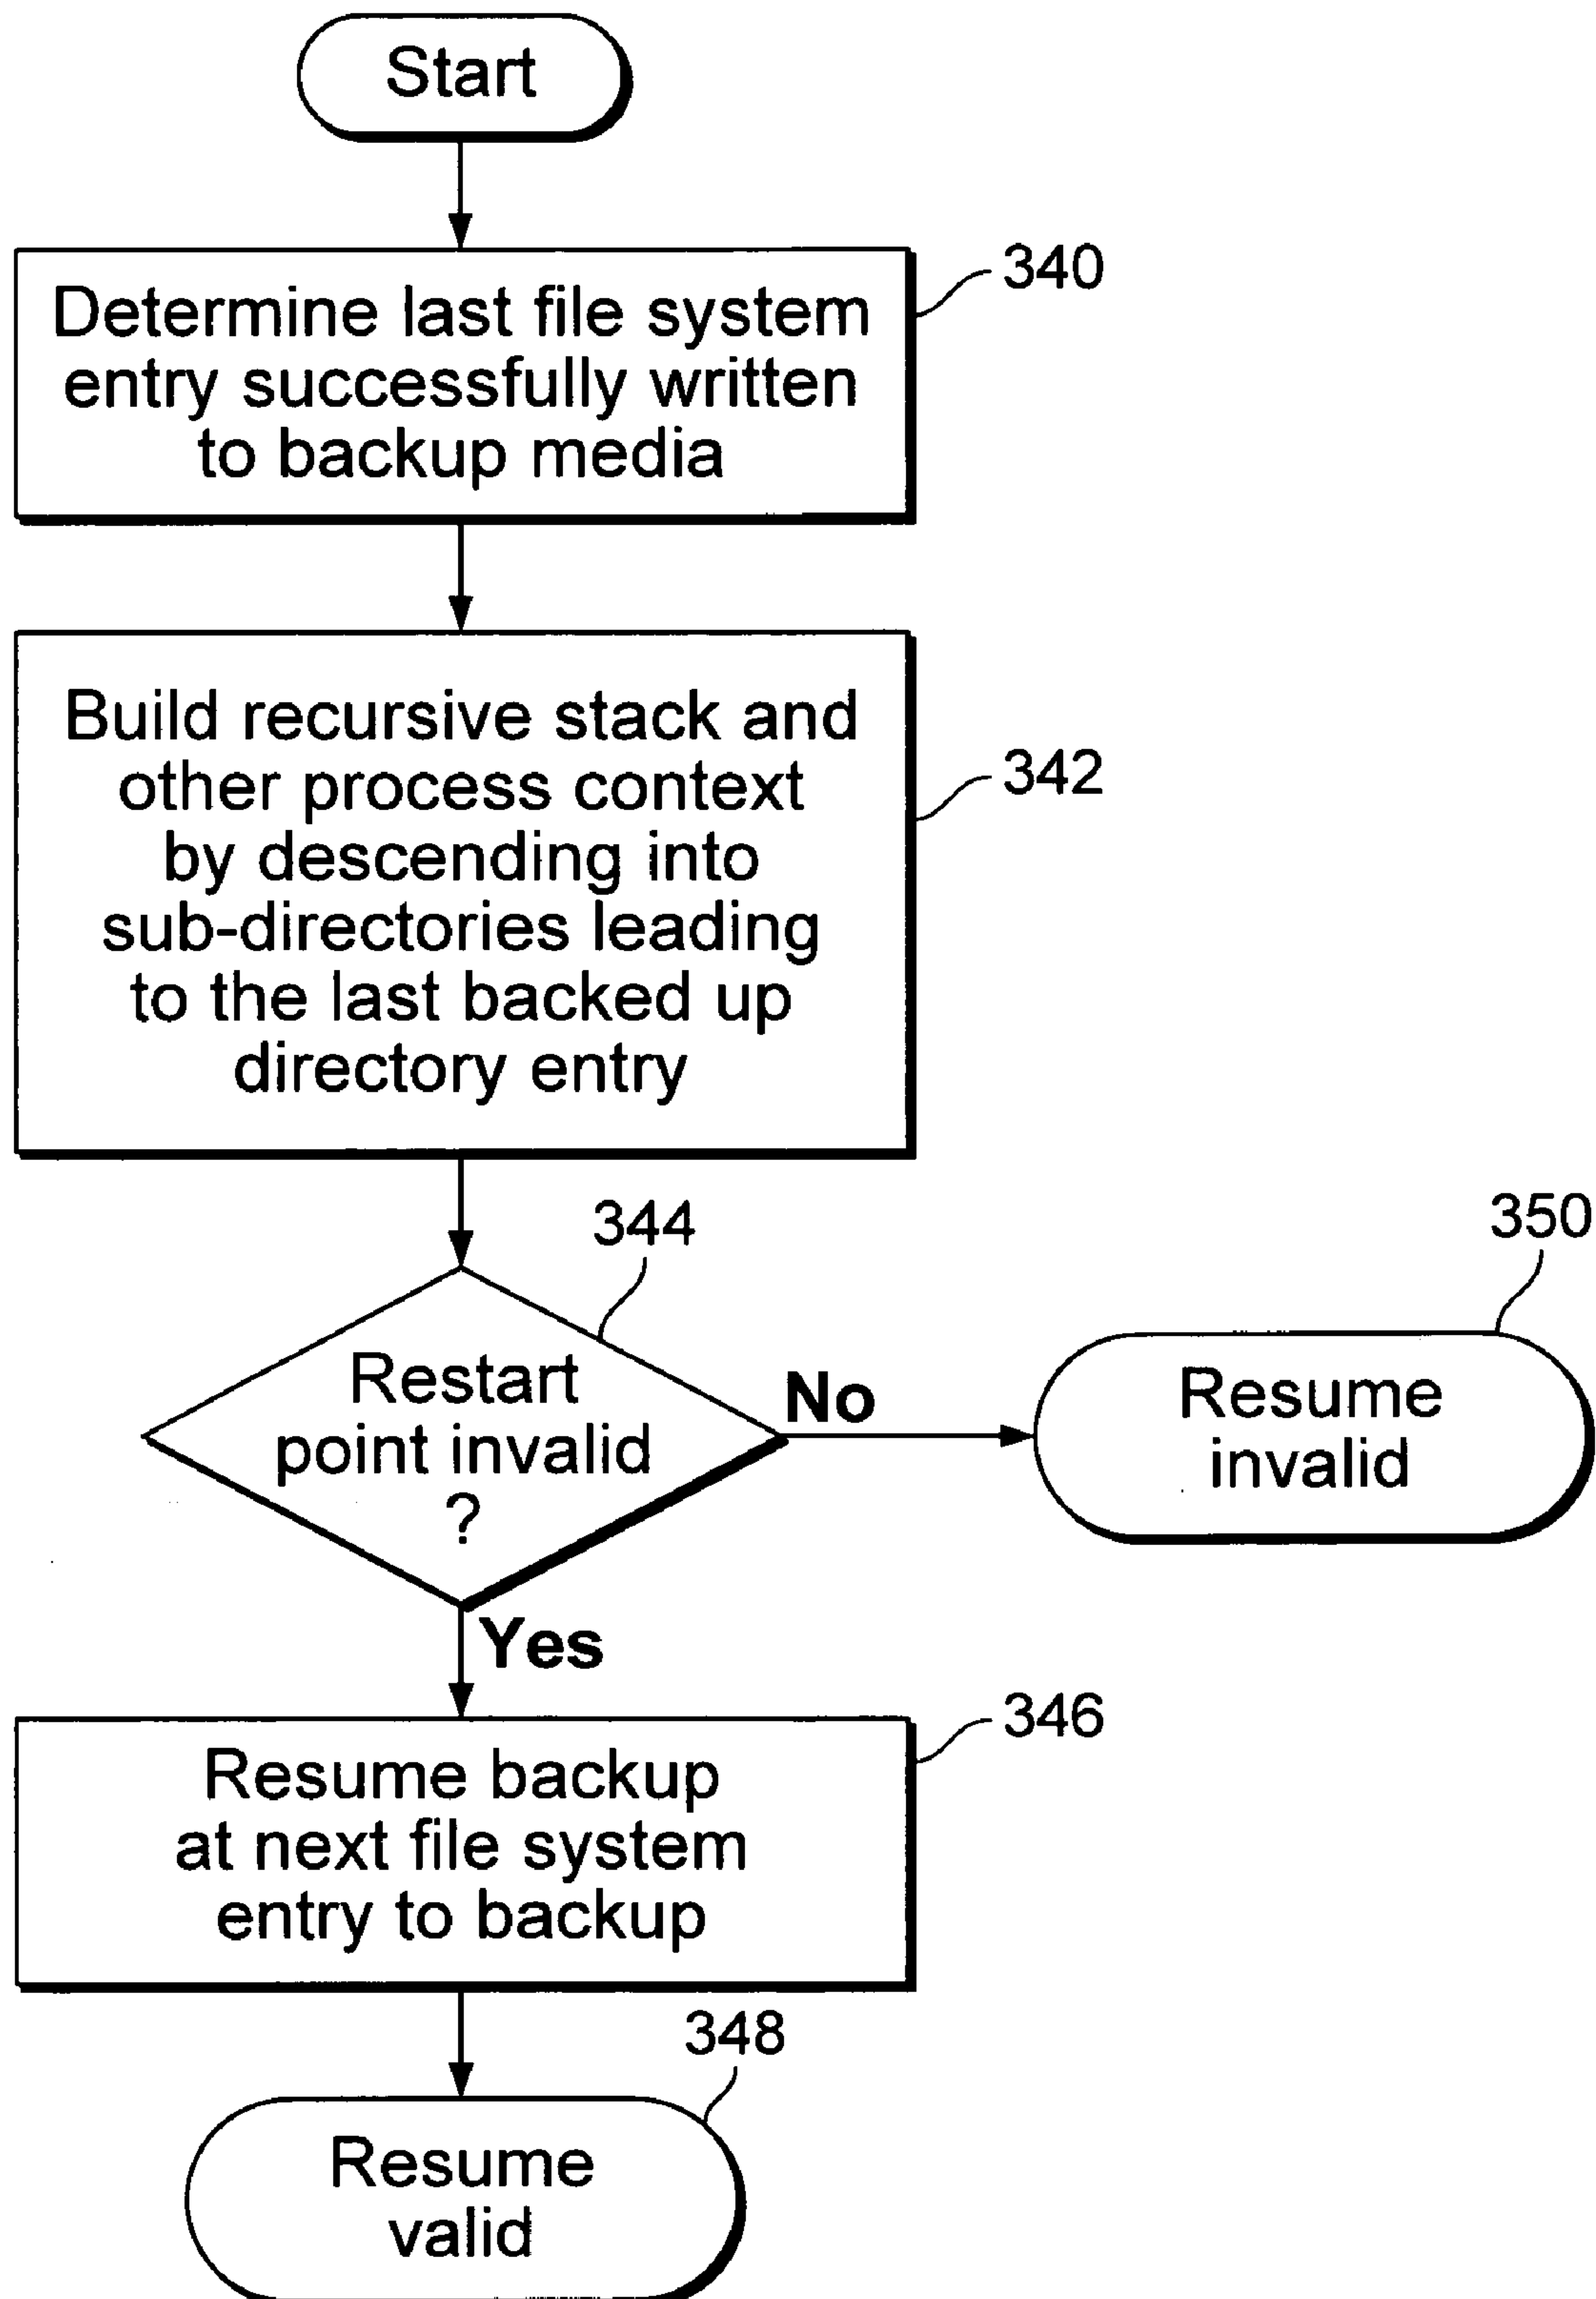 Start
340
Determine last file system
entry successfully written
to backup media
342
Build recursive stack and
other process context
by descending into
sub-directories leading
to the last backed up
directory entry
344
350
Restart
point invalid
?
No
Resume
invalid
Yes
346
Resume backup
at next file system
entry to backup
348
Resume
valid